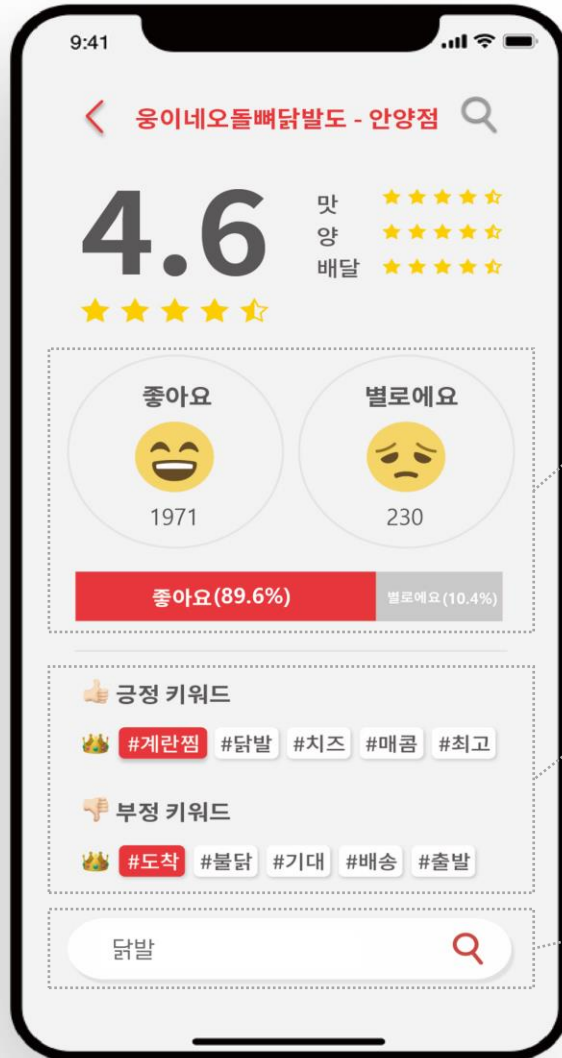 9:41
웅이네오돌뼈닭발도 - 안양점
4.6
맛
양
배달
좋아요
별로에요
1971
230
좋아요(89.6%)
별로에요(10.4%)
긍정 키워드
#계란찜 #닭발 #치즈 #매콤 #최고
부정 키워드
#도착 #불닭 #기대 #배송 #출발
닭발